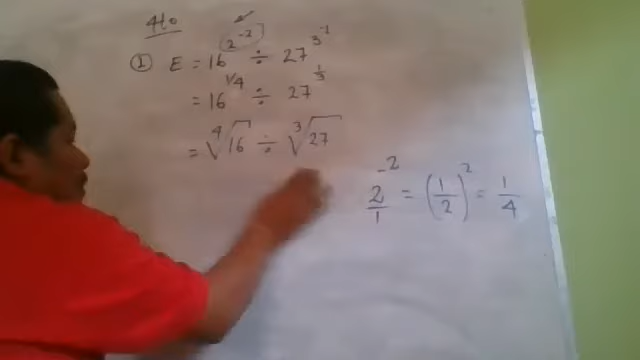 4to
① E = 16^2^-2 ÷ 27^3^-1
= 16^1/4 ÷ 27^1/3
= ⁴√16 ÷ ³√27
2/1^-2 = (1/2)^2 = 1/4